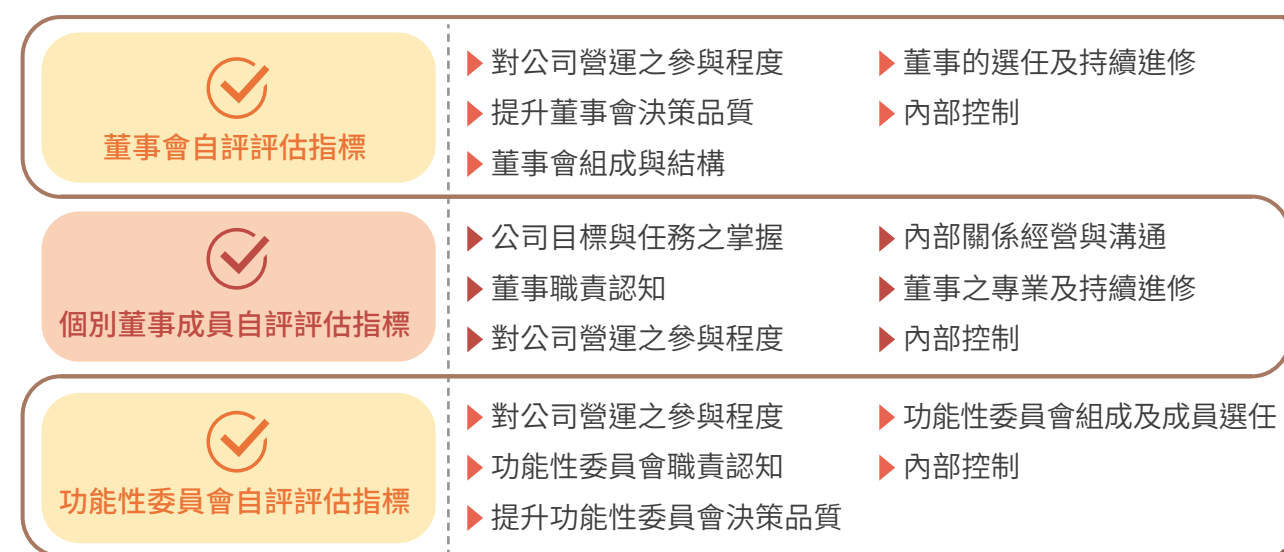 董事會自評評估指標
對公司營運之參與程度
提升董事會決策品質
董事會組成與結構
董事的選任及持續進修
內部控制
個別董事成員自評評估指標
公司目標與任務之掌握
董事職責認知
對公司營運之參與程度
內部關係經營與溝通
董事之專業及持續進修
內部控制
功能性委員會自評評估指標
對公司營運之參與程度
功能性委員會職責認知
提升功能性委員會決策品質
功能性委員會組成及成員選任
內部控制